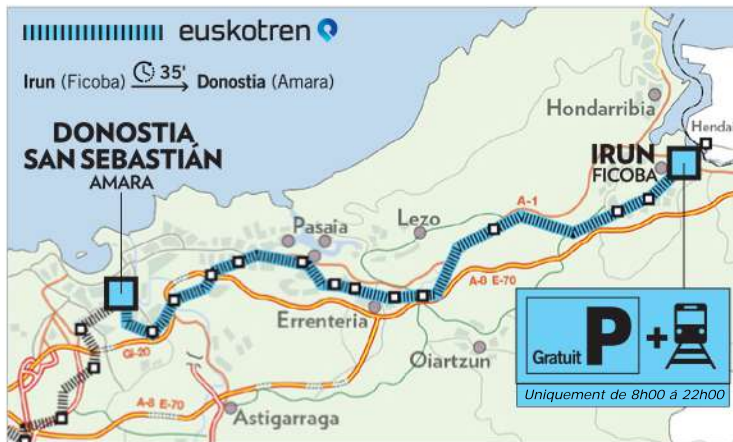 euskotren
Irun (Ficoba) 35' Donostia (Amara)
Hondarribia
Henda
DONOSTIA
SAN SEBASTIÁN
AMARA
IRUN
FICOBA
Pasaia
Lezo
A-1
A-8 E-70
Errenteria
Oiartzun
GI-20
A-8 E-70
Astigarraga
Gratuit P +
Uniquement de 8h00 á 22h00